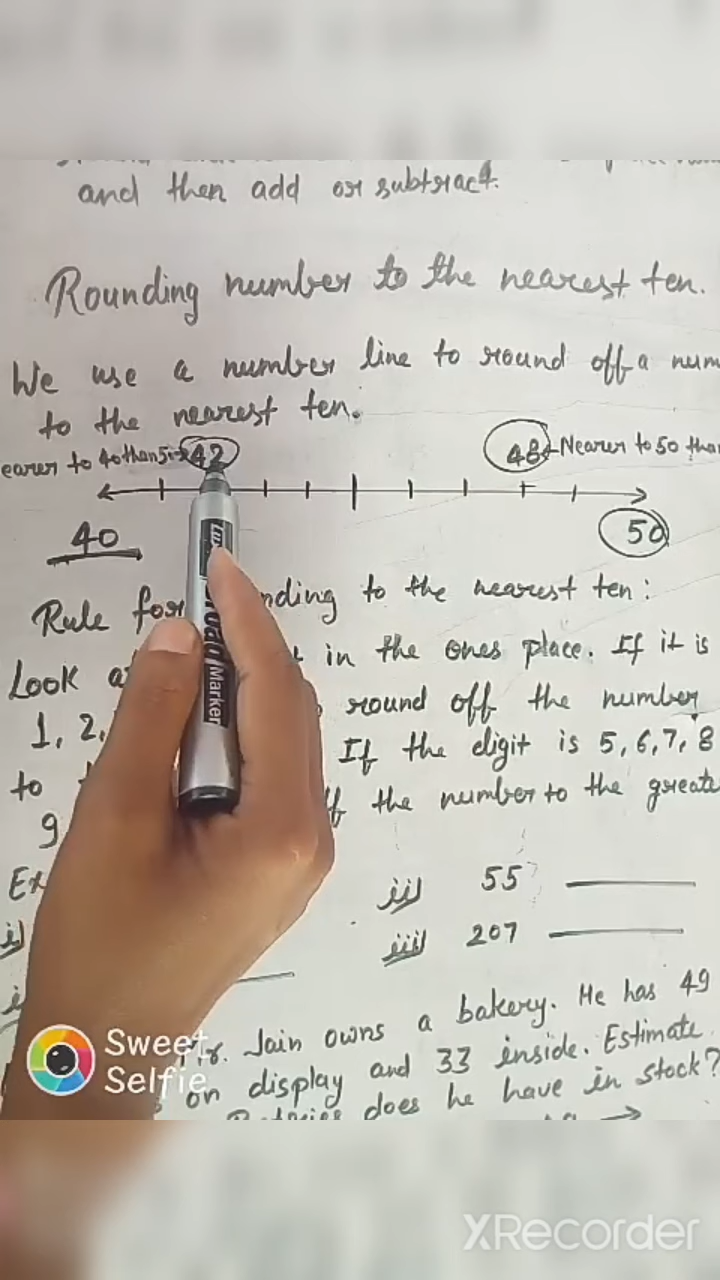 and then add or subtract.
Rounding number to the nearest ten.
We use a number line to round off a num
to the nearest ten.
earer to 40 than 50 → 42 48 ← Nearer to 50 tha
40 50
Rule for nding to the nearest ten:
Look at in the ones place. If it is
1, 2, round off the number
to If the digit is 5, 6, 7, 8
9 the number to the greate
Ex
i)
ii) 55
iii) 207
Jain owns a bakery. He has 49
on display and 33 inside. Estimate
does he have in stock?
Sweet
Selfie
Lux
Broad Marker
XRecorder